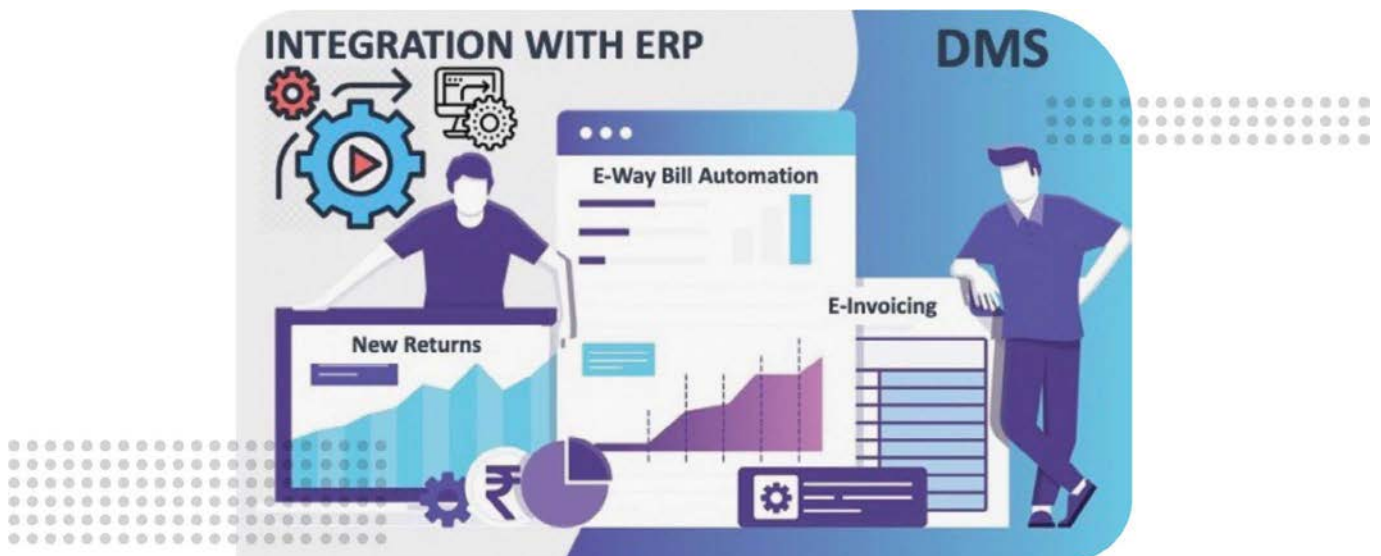 INTEGRATION WITH ERP
DMS
E-Way Bill Automation
E-Invoicing
New Returns
₹